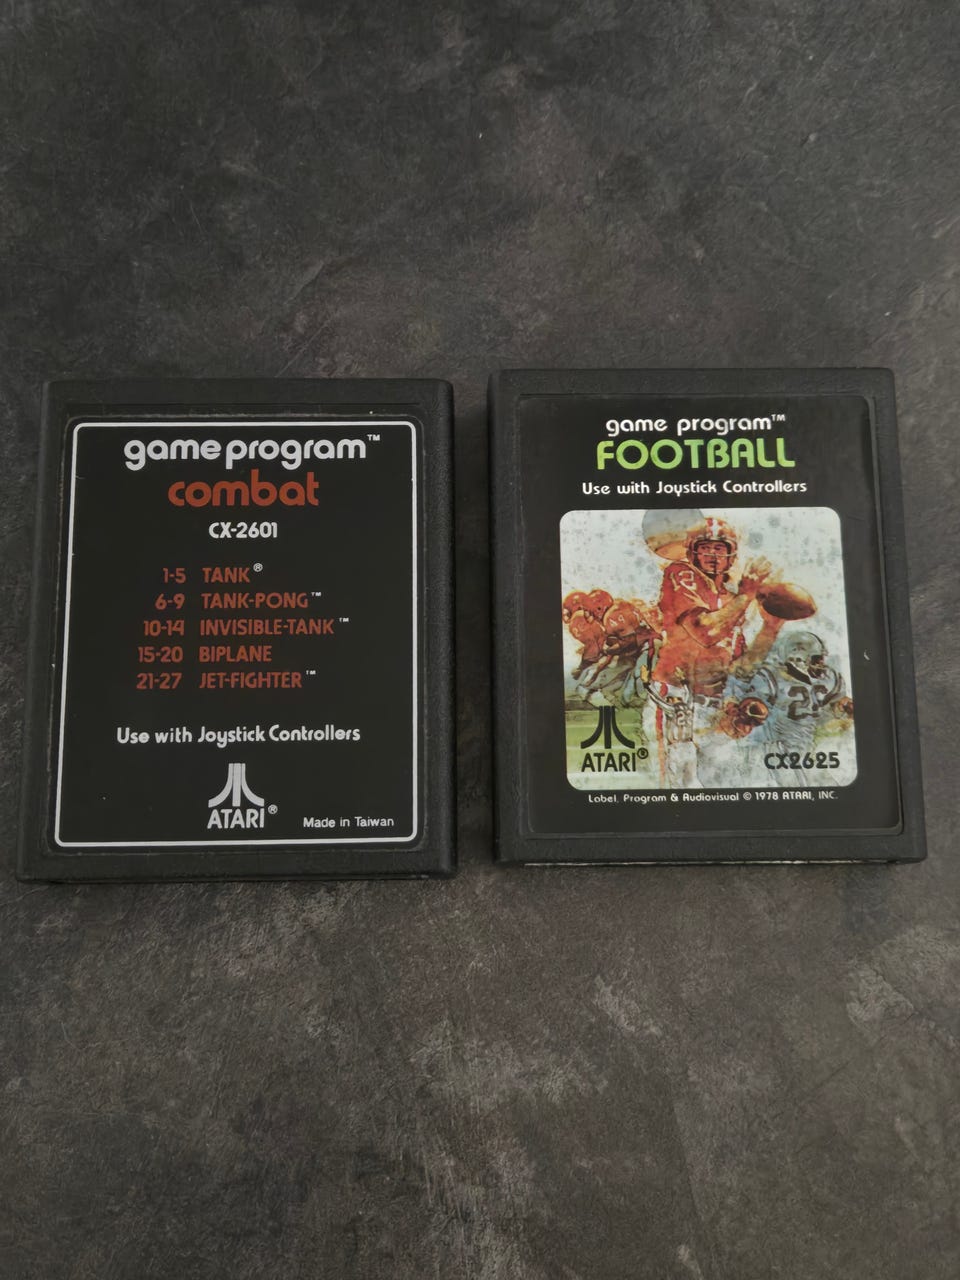 game program™
combat
CX-2601
1-5 TANK®
6-9 TANK-PONG™
10-14 INVISIBLE-TANK™
15-20 BIPLANE
21-27 JET-FIGHTER™
Use with Joystick Controllers
ATARI®
Made in Taiwan
game program™
FOOTBALL
Use with Joystick Controllers
12
ATARI®
CX2625
Label, Program & Audiovisual © 1978 ATARI, INC.